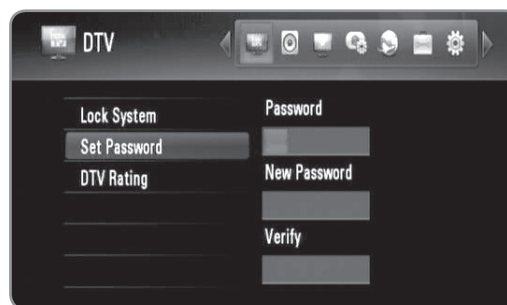 DTV
Lock System
Set Password
DTV Rating
Password
New Password
Verify